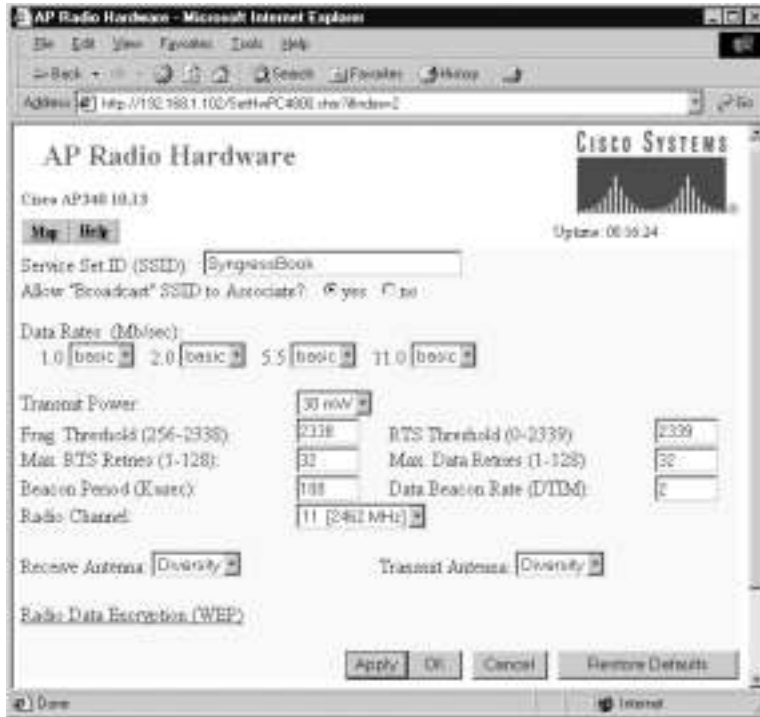 AP Radio Hardware - Microsoft Internet Explorer
File Edit View Favorites Tools Help
Back Search Favorites History
Address http://192.168.1.102/ Go
AP Radio Hardware
CISCO SYSTEMS
Cisco AP340 10.13
Map Help
Uptime: 00:16:24
Service Set ID (SSID): SyngressBook
Allow "Broadcast" SSID to Associate? yes no
Data Rates (Mb/sec):
1.0 basic 2.0 basic 5.5 basic 11.0 basic
Transmit Power: 30 mW
Frag. Threshold (256-2338): 2338 RTS Threshold (0-2339): 2339
Max. RTS Retries (1-128): 32 Max. Data Retries (1-128): 32
Beacon Period (Kusec): Data Beacon Rate (DTIM): 2
Radio Channel: 11 [2462 MHz]
Receive Antenna: Diversity Transmit Antenna: Diversity
Radio Data Encryption (WEP)
Apply OK Cancel Restore Defaults
Done Internet